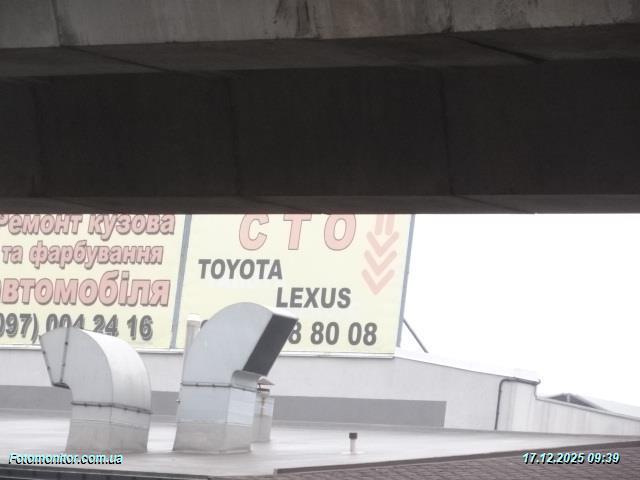 Ремонт кузова
та фарбування
автомобіля
(097) 004 24 16
СТО
TOYOTA
LEXUS
8 80 08
Fotomonitor.com.ua
17.12.2025 09:39